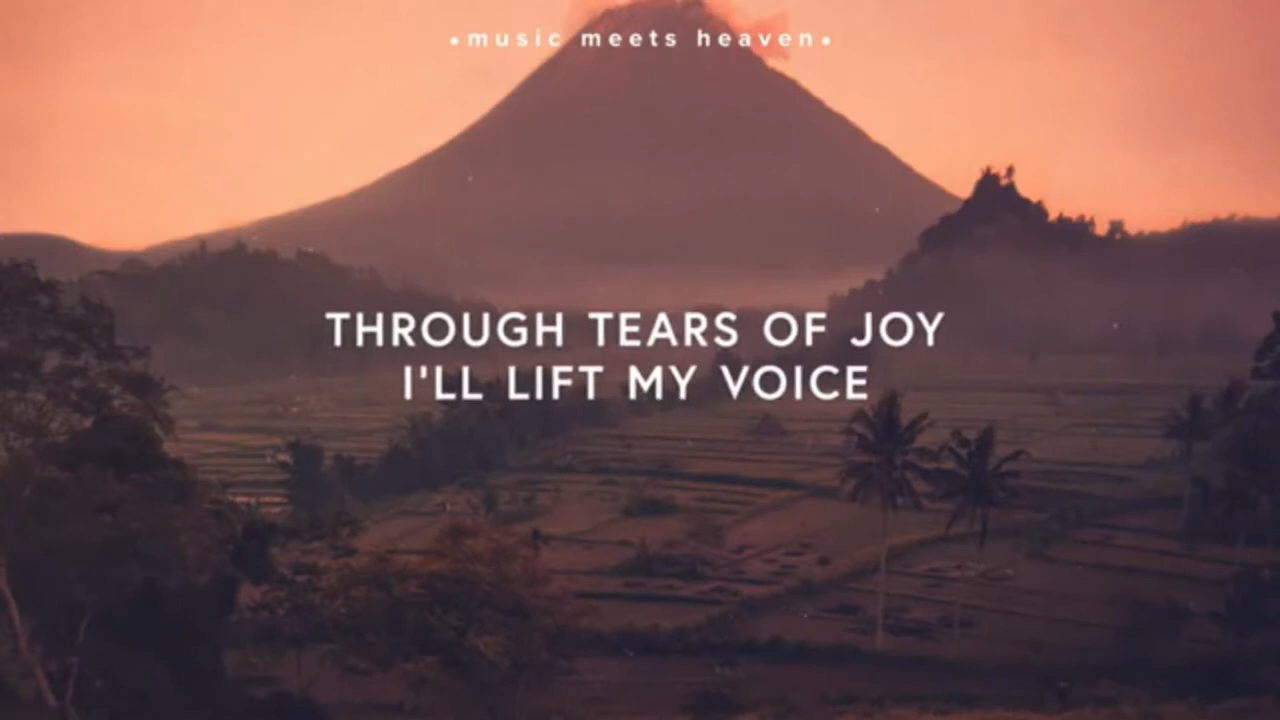 •music meets heaven•
THROUGH TEARS OF JOY
I'LL LIFT MY VOICE